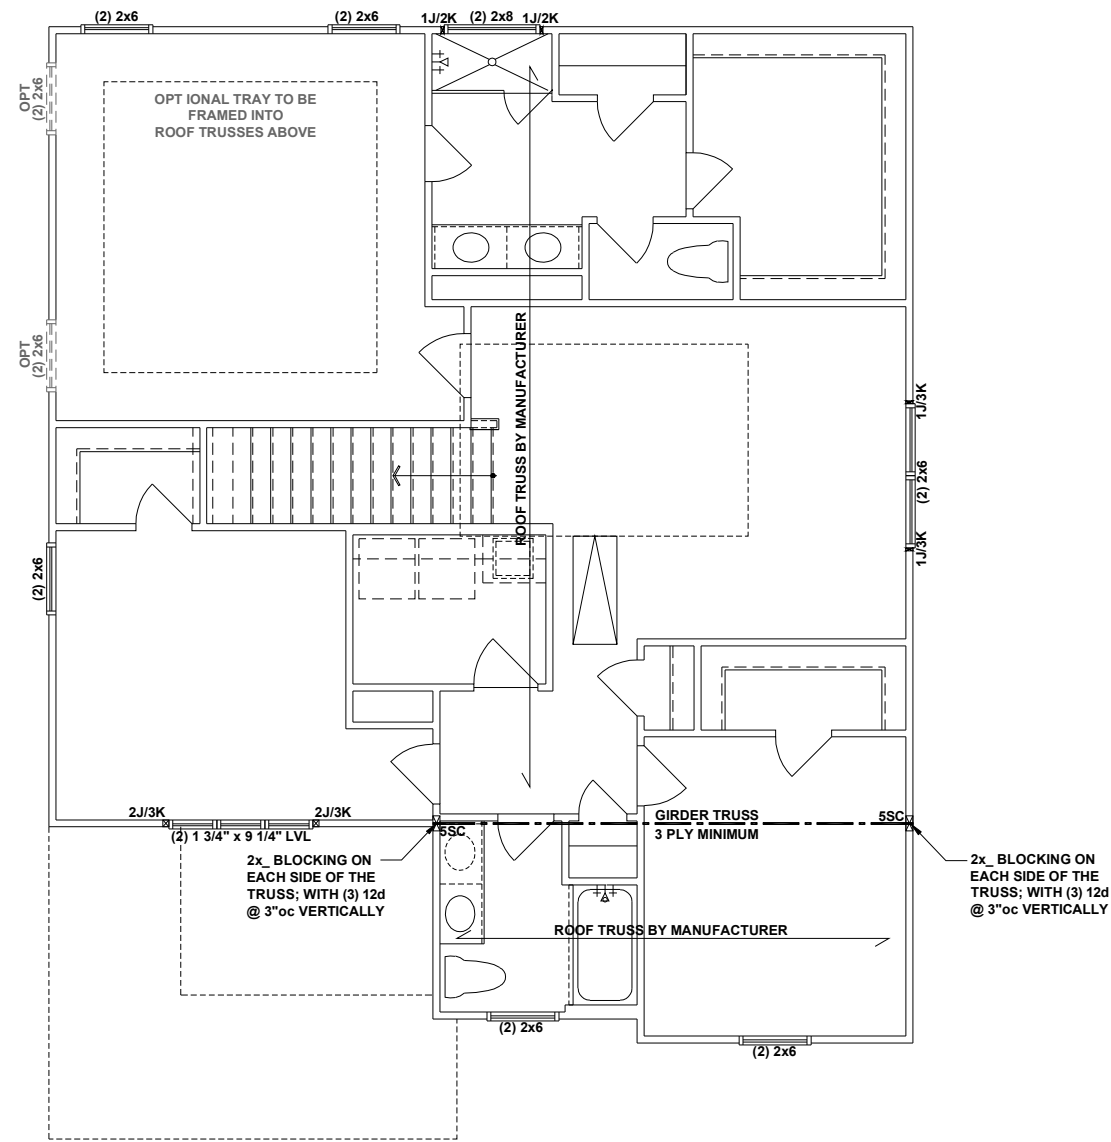 (2) 2x6
(2) 2x6
1J/2K
(2) 2x8
1J/2K
OPT
(2) 2x6
OPT IONAL TRAY TO BE
FRAMED INTO
ROOF TRUSSES ABOVE
OPT
(2) 2x6
ROOF TRUSS BY MANUFACTURER
1J/3K
(2) 2x6
1J/3K
(2) 2x6
2J/3K
2J/3K
(2) 1 3/4" x 9 1/4" LVL
GIRDER TRUSS
3 PLY MINIMUM
5SC
5SC
2x_ BLOCKING ON
EACH SIDE OF THE
TRUSS; WITH (3) 12d
@ 3"oc VERTICALLY
2x_ BLOCKING ON
EACH SIDE OF THE
TRUSS; WITH (3) 12d
@ 3"oc VERTICALLY
ROOF TRUSS BY MANUFACTURER
(2) 2x6
(2) 2x6